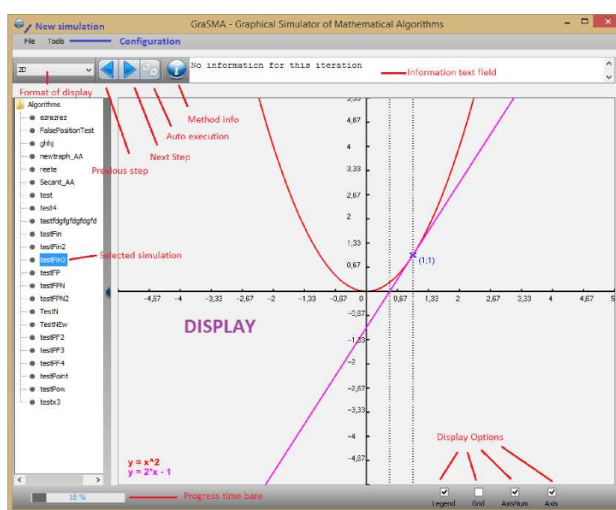 New simulation
GraSMA - Graphical Simulator of Mathematical Algorithms
File Tools Configuration
2D
No information for this iteration
Information text field
Format of display
Method info
Auto execution
Next Step
Previous step
Algorithms
ezrezrez
FalsePositionTest
ghhj
newtraph_AA
reete
Secant_AA
test
test4
testfdgfgfdgfdgfd
testFin
testFin2
testFin3
Selected simulation
testFP
testFPN
testFPN2
TestN
TestNEw
testPF2
testPF3
testPF4
testPoint
testPow
testx3
5,33
4,67
4
3,33
2,67
2
1,33
0,67
(1;1)
-4,67 -4 -3,33 -2,67 -2 -1,33 -0,67 0 0,67 1,33 2 2,67 3,33 4 4,67 5
-0,67
DISPLAY
-1,33
-2
-2,67
-3,33
-4
-4,67
y = x^2
y = 2*x - 1
Display Options
10 %
Progress time bare
Legend Grid AxisNum Axis